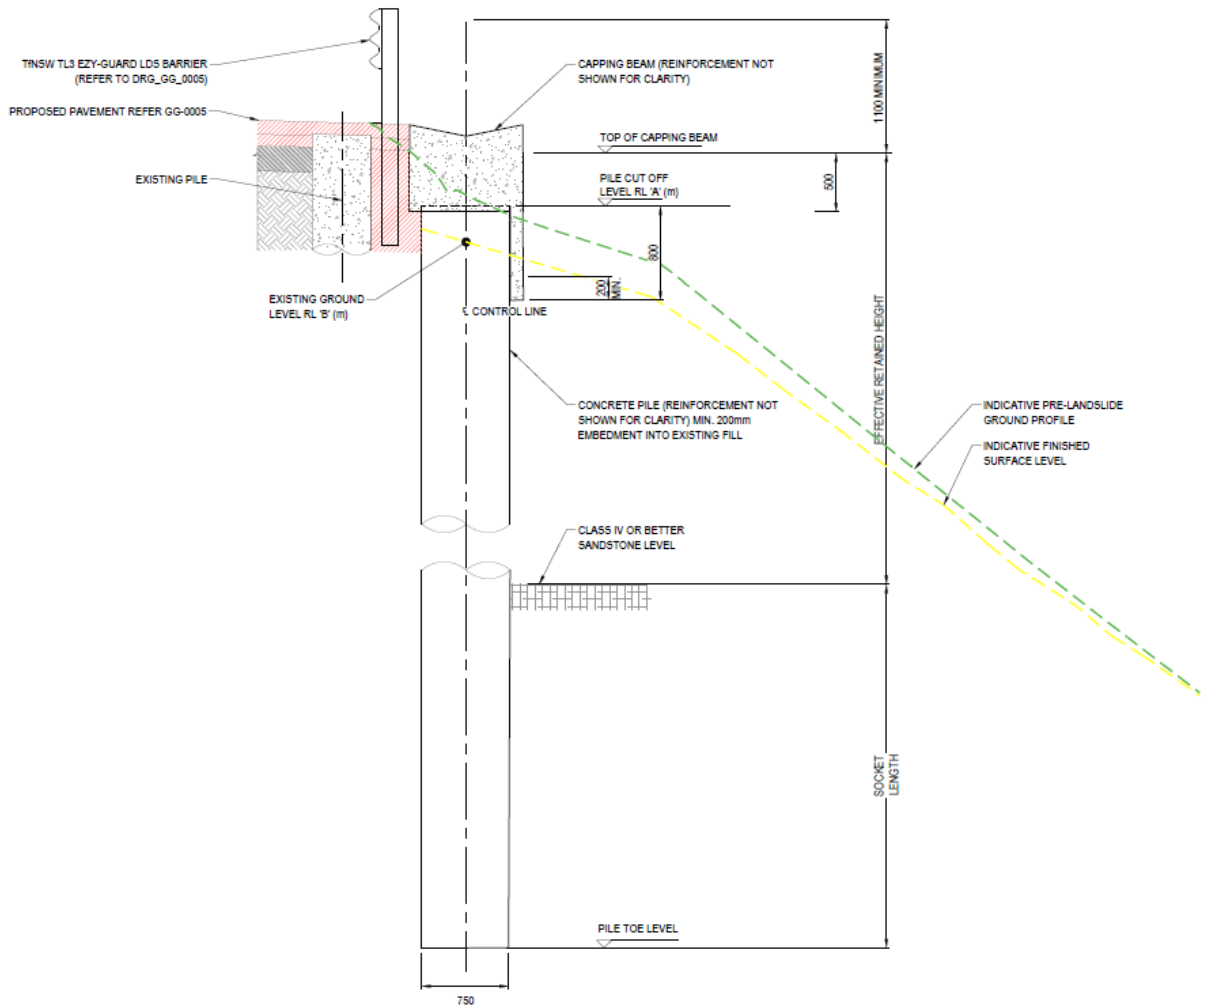 TfNSW TL3 EZY-GUARD LDS BARRIER
(REFER TO DRG_GG_0005)
PROPOSED PAVEMENT REFER GG-0005
EXISTING PILE
EXISTING GROUND
LEVEL RL 'B' (m)
CAPPING BEAM (REINFORCEMENT NOT
SHOWN FOR CLARITY)
TOP OF CAPPING BEAM
PILE CUT OFF
LEVEL RL 'A' (m)
1100 MINIMUM
500
800
200
MIN.
℄ CONTROL LINE
EFFECTIVE RETAINED HEIGHT
CONCRETE PILE (REINFORCEMENT NOT
SHOWN FOR CLARITY) MIN. 200mm
EMBEDMENT INTO EXISTING FILL
INDICATIVE PRE-LANDSLIDE
GROUND PROFILE
INDICATIVE FINISHED
SURFACE LEVEL
CLASS IV OR BETTER
SANDSTONE LEVEL
SOCKET
LENGTH
PILE TOE LEVEL
750